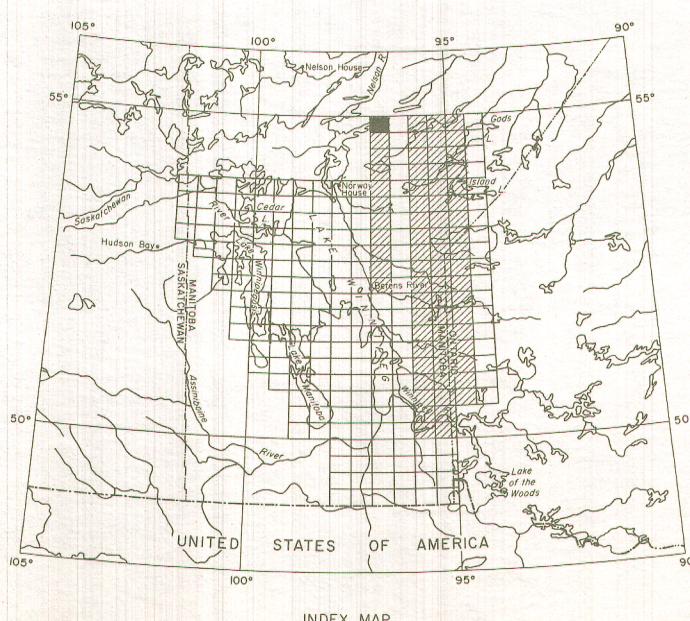 105°
100°
95°
90°
Nelson House
Nelson R
55°
55°
Gods
L.
Norway
House
Island
L.
Saskatchewan
River
Cedar
L.
Hudson Bay
LAKE
WINNIPEG
Winnipegosis
Berens River
MANITOBA
SASKATCHEWAN
ONTARIO
MANITOBA
Lake
Manitoba
Assiniboine
River
50°
50°
Lake
of the
Woods
UNITED STATES OF AMERICA
105°
100°
95°
90
INDEX MAP